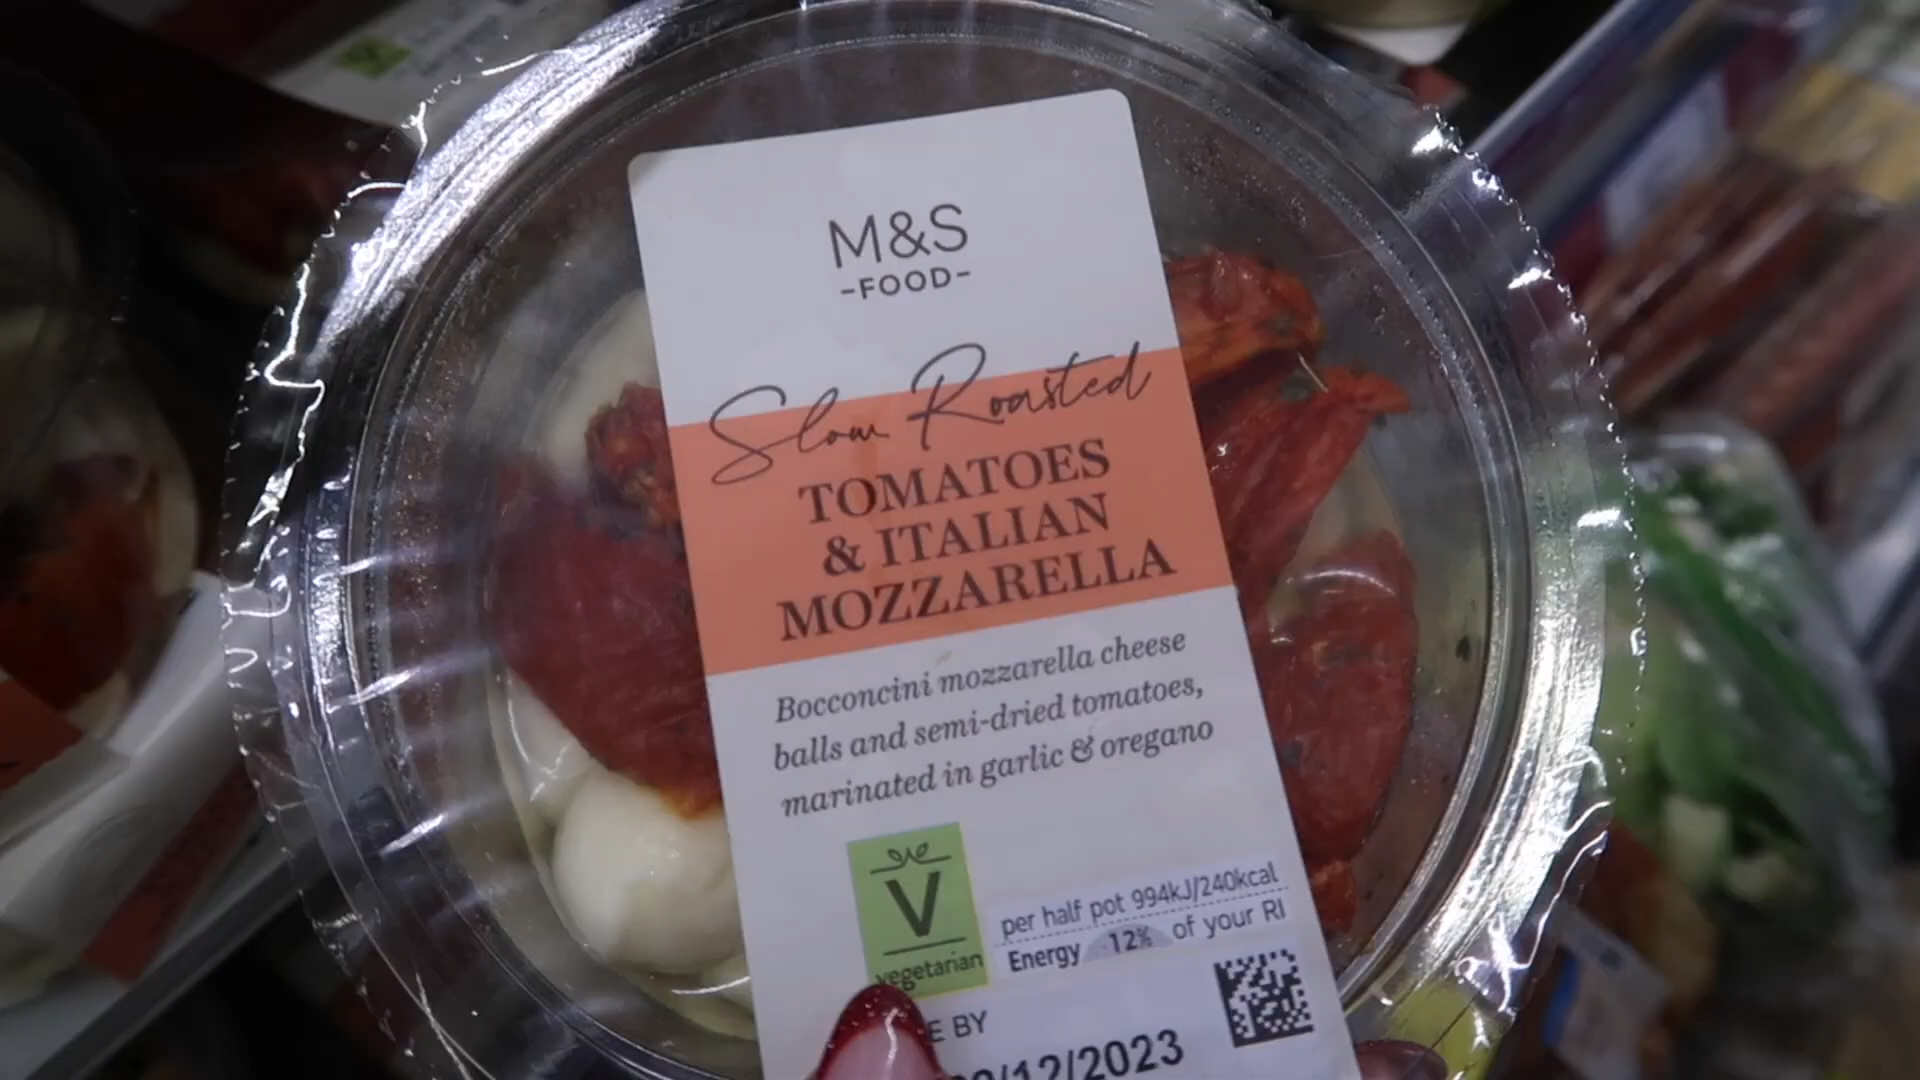 M&S
-FOOD-
Slow Roasted
TOMATOES
& ITALIAN
MOZZARELLA
Bocconcini mozzarella cheese
balls and semi-dried tomatoes,
marinated in garlic & oregano
V
vegetarian
per half pot 994kJ/240kcal
Energy 12% of your RI
BY
/12/2023